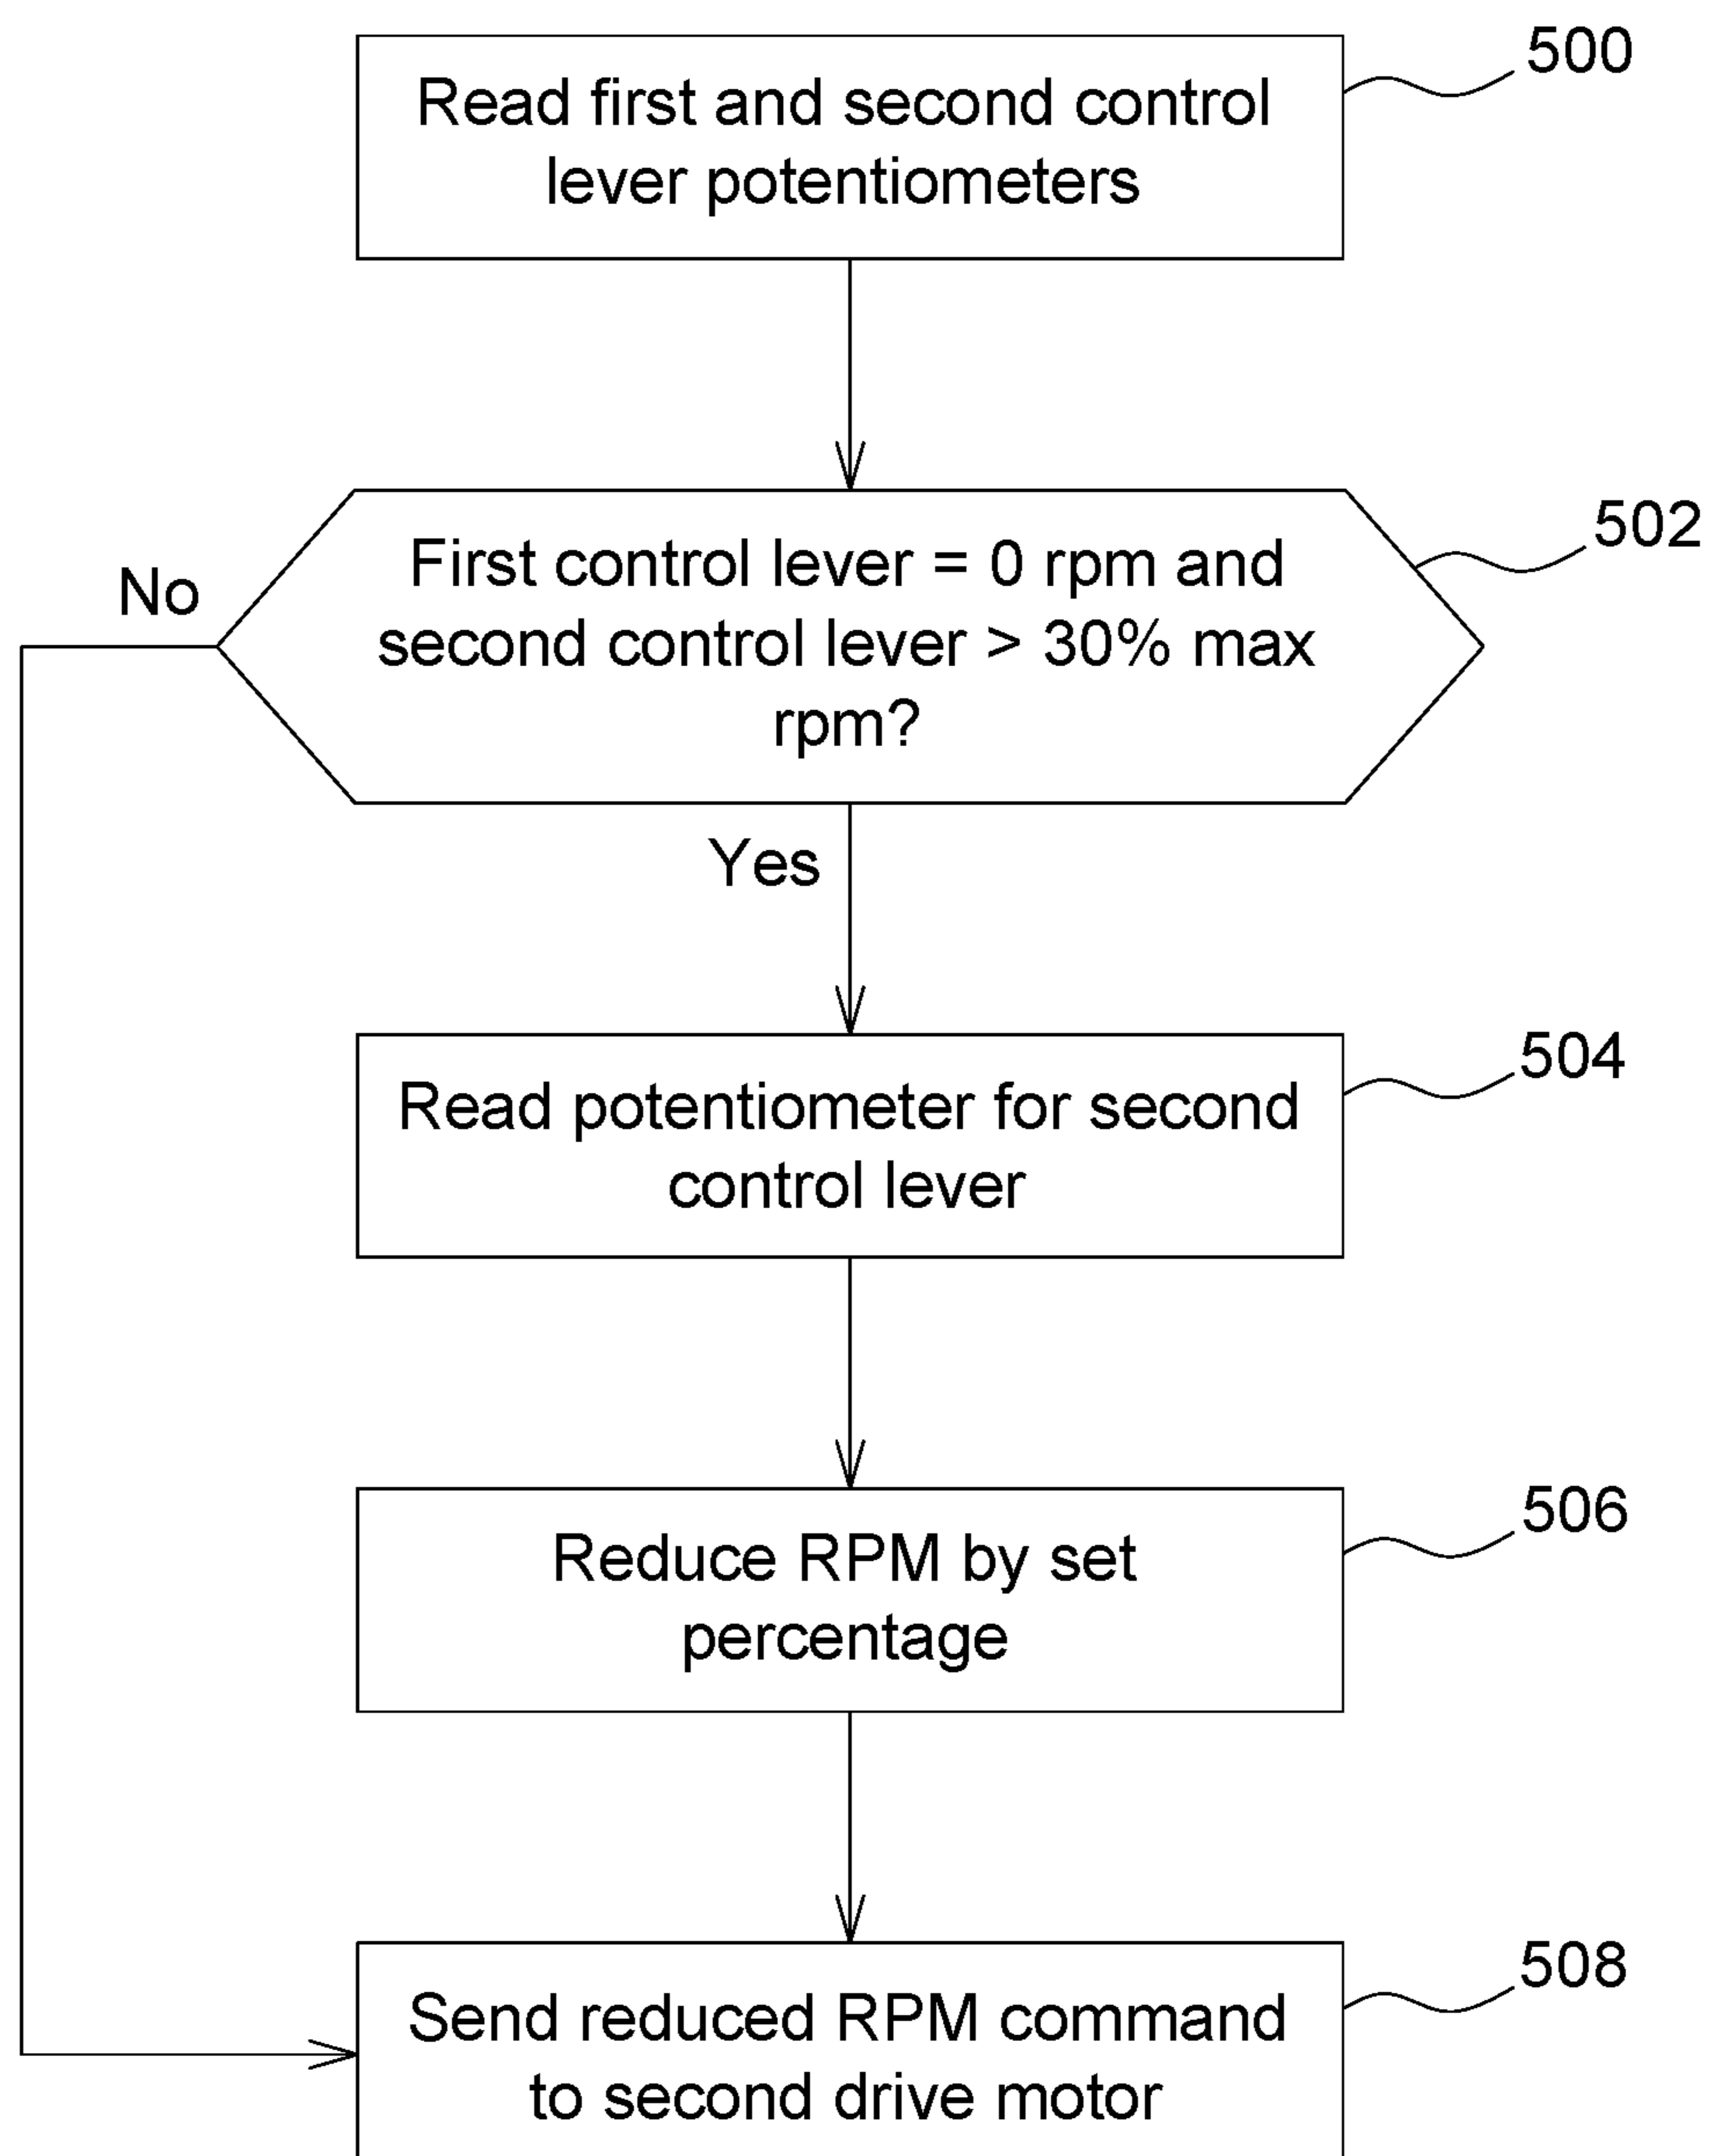 500
Read first and second control
lever potentiometers
502
First control lever = 0 rpm and
second control lever > 30% max
rpm?
No
Yes
504
Read potentiometer for second
control lever
506
Reduce RPM by set
percentage
508
Send reduced RPM command
to second drive motor